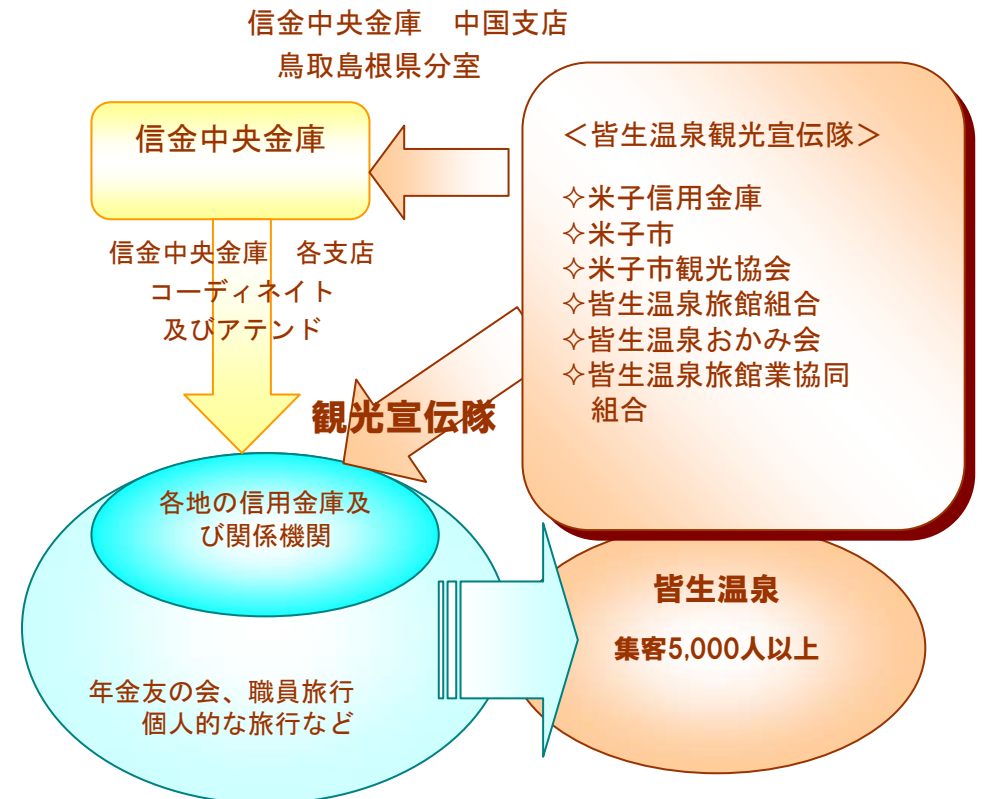 信金中央金庫　中国支店
鳥取島根県分室
信金中央金庫
＜皆生温泉観光宣伝隊＞
✧米子信用金庫
✧米子市
✧米子市観光協会
✧皆生温泉旅館組合
✧皆生温泉おかみ会
✧皆生温泉旅館業協同
組合
信金中央金庫　各支店
コーディネイト
及びアテンド
観光宣伝隊
各地の信用金庫及
び関係機関
年金友の会、職員旅行
個人的な旅行など
皆生温泉
集客5,000人以上